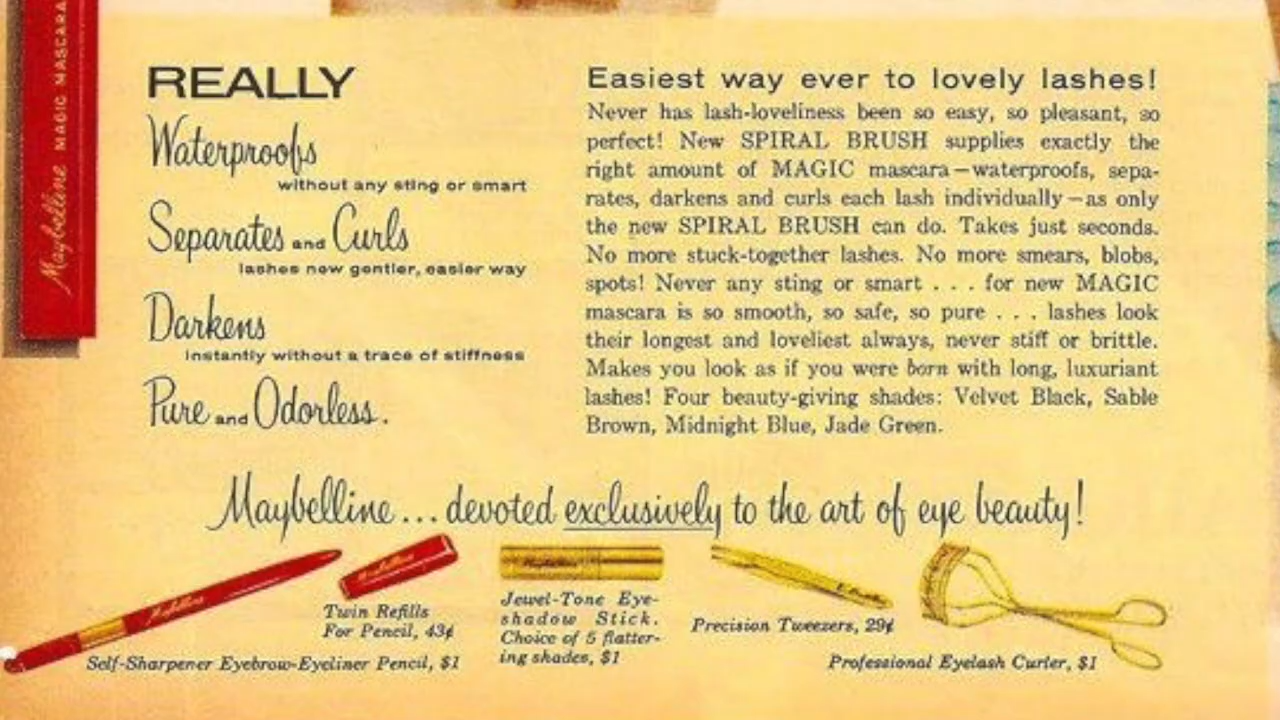 Maybelline MAGIC MASCARA
REALLY
Waterproofs
without any sting or smart
Separates and Curls
lashes new gentler, easier way
Darkens
instantly without a trace of stiffness
Pure and Odorless.
Easiest way ever to lovely lashes!
Never has lash-loveliness been so easy, so pleasant, so
perfect! New SPIRAL BRUSH supplies exactly the
right amount of MAGIC mascara—waterproofs, sepa-
rates, darkens and curls each lash individually—as only
the new SPIRAL BRUSH can do. Takes just seconds.
No more stuck-together lashes. No more smears, blobs,
spots! Never any sting or smart . . . for new MAGIC
mascara is so smooth, so safe, so pure . . . lashes look
their longest and loveliest always, never stiff or brittle.
Makes you look as if you were born with long, luxuriant
lashes! Four beauty-giving shades: Velvet Black, Sable
Brown, Midnight Blue, Jade Green.
Maybelline... devoted exclusively to the art of eye beauty!
Maybelline
Maybelline
Maybelline
Twin Refills
For Pencil, 43¢
Self-Sharpener Eyebrow-Eyeliner Pencil, $1
Jewel-Tone Eye-
shadow Stick.
Choice of 5 flatter-
ing shades, $1
Precision Tweezers, 29¢
Professional Eyelash Curler, $1